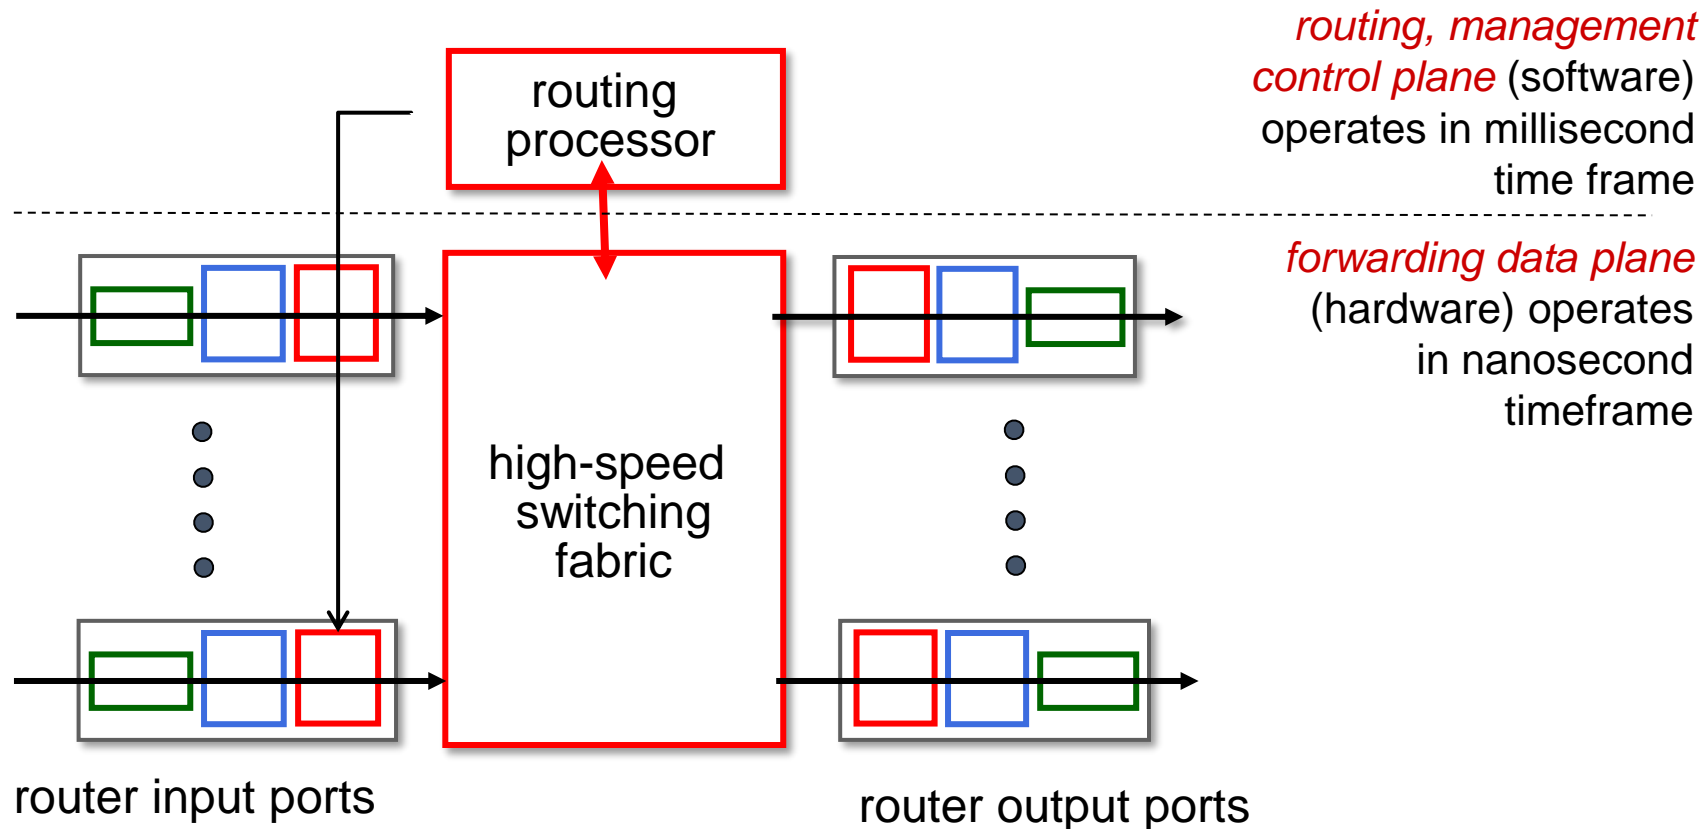 routing, management
control plane (software)
operates in millisecond
time frame
routing
processor
forwarding data plane
(hardware) operates
in nanosecond
timeframe
high-speed
switching
fabric
router input ports
router output ports